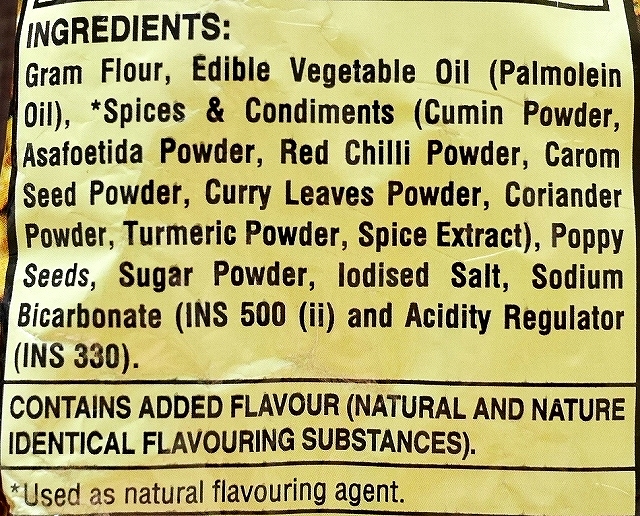 INGREDIENTS:
Gram Flour, Edible Vegetable Oil (Palmolein
Oil), *Spices & Condiments (Cumin Powder,
Asafoetida Powder, Red Chilli Powder, Carom
Seed Powder, Curry Leaves Powder, Coriander
Powder, Turmeric Powder, Spice Extract), Poppy
Seeds, Sugar Powder, Iodised Salt, Sodium
Bicarbonate (INS 500 (ii) and Acidity Regulator
(INS 330).
CONTAINS ADDED FLAVOUR (NATURAL AND NATURE
IDENTICAL FLAVOURING SUBSTANCES).
*Used as natural flavouring agent.